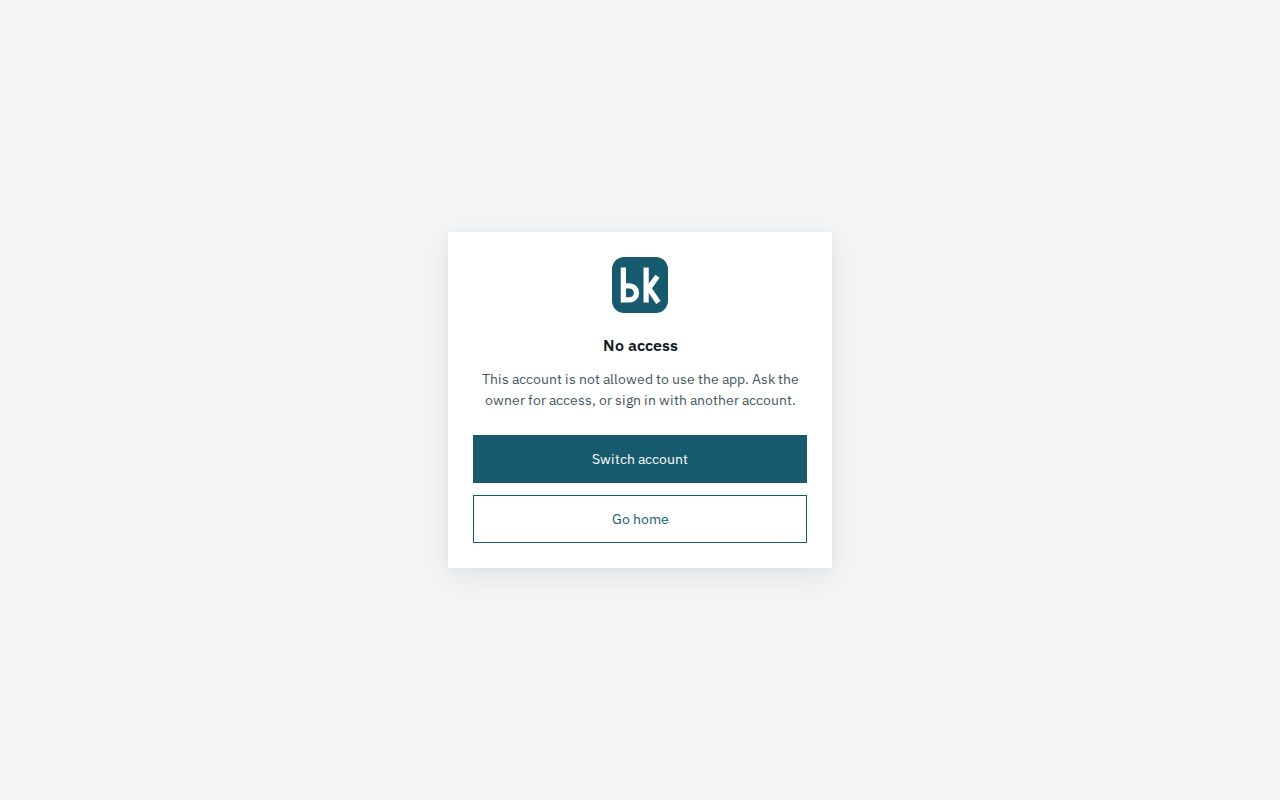 bk
No access
This account is not allowed to use the app. Ask the
owner for access, or sign in with another account.
Switch account
Go home